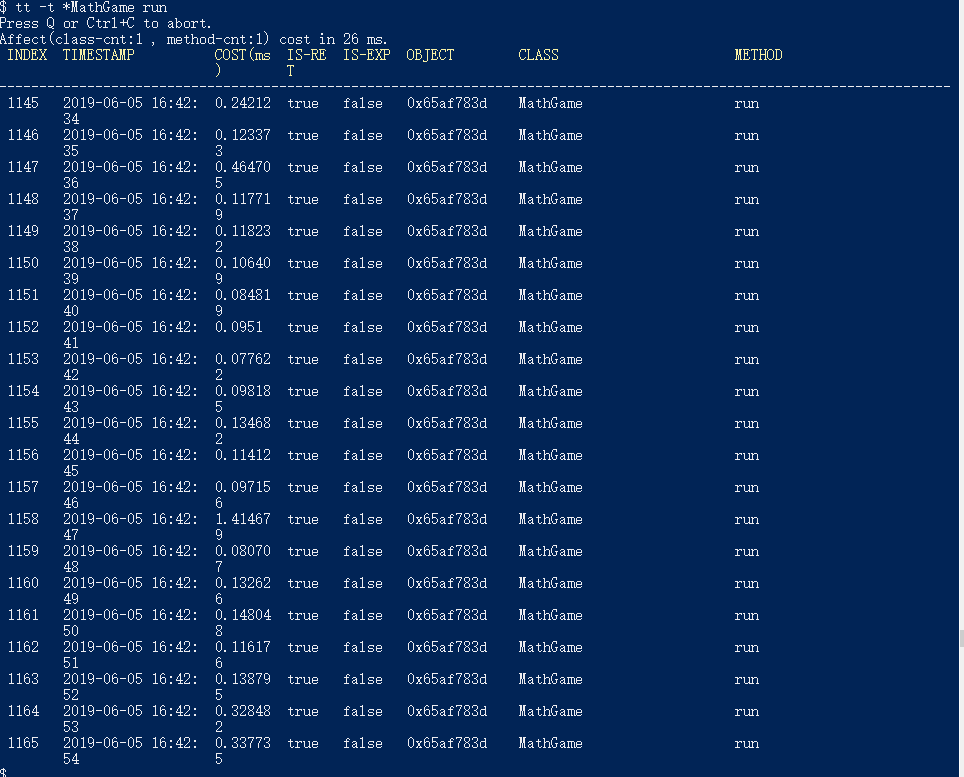 $ tt -t *MathGame run
Press Q or Ctrl+C to abort.
Affect(class-cnt:1 , method-cnt:1) cost in 26 ms.
INDEX TIMESTAMP COST(ms IS-RE IS-EXP OBJECT CLASS METHOD
) T
--------------------------------------------------------------------------------------------------------------------
1145 2019-06-05 16:42: 0.24212 true false 0x65af783d MathGame run
34
1146 2019-06-05 16:42: 0.12337 true false 0x65af783d MathGame run
35 3
1147 2019-06-05 16:42: 0.46470 true false 0x65af783d MathGame run
36 5
1148 2019-06-05 16:42: 0.11771 true false 0x65af783d MathGame run
37 9
1149 2019-06-05 16:42: 0.11823 true false 0x65af783d MathGame run
38 2
1150 2019-06-05 16:42: 0.10640 true false 0x65af783d MathGame run
39 9
1151 2019-06-05 16:42: 0.08481 true false 0x65af783d MathGame run
40 9
1152 2019-06-05 16:42: 0.0951 true false 0x65af783d MathGame run
41
1153 2019-06-05 16:42: 0.07762 true false 0x65af783d MathGame run
42 2
1154 2019-06-05 16:42: 0.09818 true false 0x65af783d MathGame run
43 5
1155 2019-06-05 16:42: 0.13468 true false 0x65af783d MathGame run
44 2
1156 2019-06-05 16:42: 0.11412 true false 0x65af783d MathGame run
45
1157 2019-06-05 16:42: 0.09715 true false 0x65af783d MathGame run
46 6
1158 2019-06-05 16:42: 1.41467 true false 0x65af783d MathGame run
47 9
1159 2019-06-05 16:42: 0.08070 true false 0x65af783d MathGame run
48 7
1160 2019-06-05 16:42: 0.13262 true false 0x65af783d MathGame run
49 6
1161 2019-06-05 16:42: 0.14804 true false 0x65af783d MathGame run
50 8
1162 2019-06-05 16:42: 0.11617 true false 0x65af783d MathGame run
51 6
1163 2019-06-05 16:42: 0.13879 true false 0x65af783d MathGame run
52 5
1164 2019-06-05 16:42: 0.32848 true false 0x65af783d MathGame run
53 2
1165 2019-06-05 16:42: 0.33773 true false 0x65af783d MathGame run
54 5
$